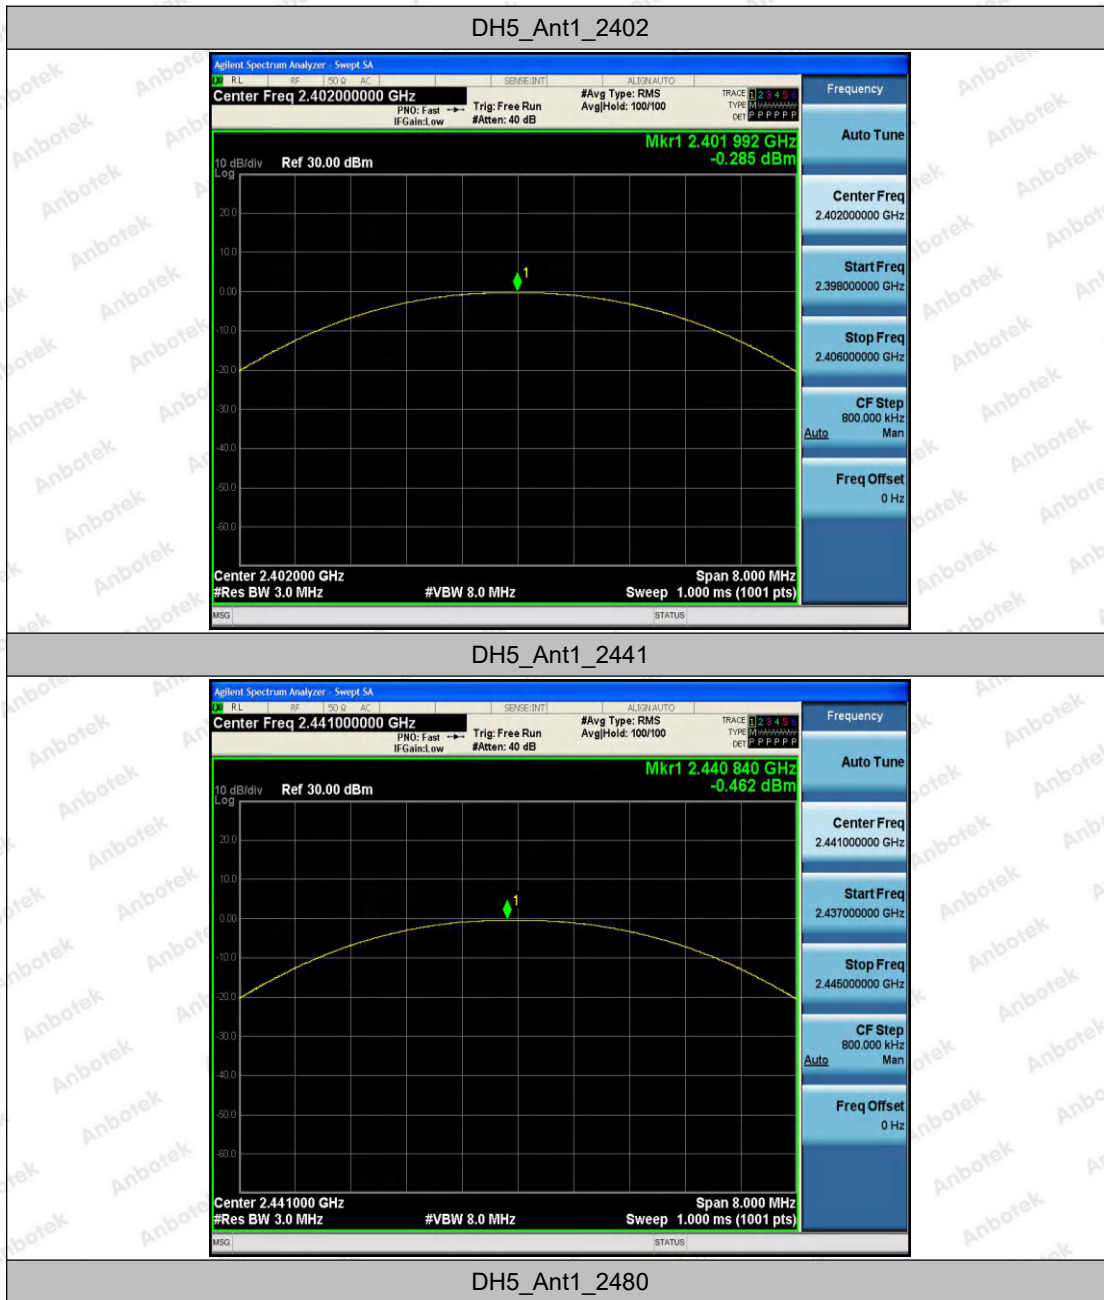 DH5_Ant1_2402
Agilent Spectrum Analyzer - Swept SA
RL RF 50 Ω AC SENSE:INT ALIGN AUTO
Center Freq 2.402000000 GHz
PNO: Fast
IFGain:Low
Trig: Free Run
#Atten: 40 dB
#Avg Type: RMS
Avg|Hold: 100/100
TRACE 1 2 3 4 5 6
TYPE M
DET P P P P P P
Frequency
Mkr1 2.401 992 GHz
-0.285 dBm
10 dB/div Ref 30.00 dBm
Log
20.0
10.0
0.00
-10.0
-20.0
-30.0
-40.0
-50.0
-60.0
1
Center 2.402000 GHz
Span 8.000 MHz
#Res BW 3.0 MHz #VBW 8.0 MHz Sweep 1.000 ms (1001 pts)
MSG STATUS
Auto Tune
Center Freq
2.402000000 GHz
Start Freq
2.398000000 GHz
Stop Freq
2.406000000 GHz
CF Step
800.000 kHz
Auto Man
Freq Offset
0 Hz
DH5_Ant1_2441
Agilent Spectrum Analyzer - Swept SA
RL RF 50 Ω AC SENSE:INT ALIGN AUTO
Center Freq 2.441000000 GHz
PNO: Fast
IFGain:Low
Trig: Free Run
#Atten: 40 dB
#Avg Type: RMS
Avg|Hold: 100/100
TRACE 1 2 3 4 5 6
TYPE M
DET P P P P P P
Frequency
Mkr1 2.440 840 GHz
-0.462 dBm
10 dB/div Ref 30.00 dBm
Log
20.0
10.0
0.00
-10.0
-20.0
-30.0
-40.0
-50.0
-60.0
1
Center 2.441000 GHz
Span 8.000 MHz
#Res BW 3.0 MHz #VBW 8.0 MHz Sweep 1.000 ms (1001 pts)
MSG STATUS
Auto Tune
Center Freq
2.441000000 GHz
Start Freq
2.437000000 GHz
Stop Freq
2.445000000 GHz
CF Step
800.000 kHz
Auto Man
Freq Offset
0 Hz
DH5_Ant1_2480